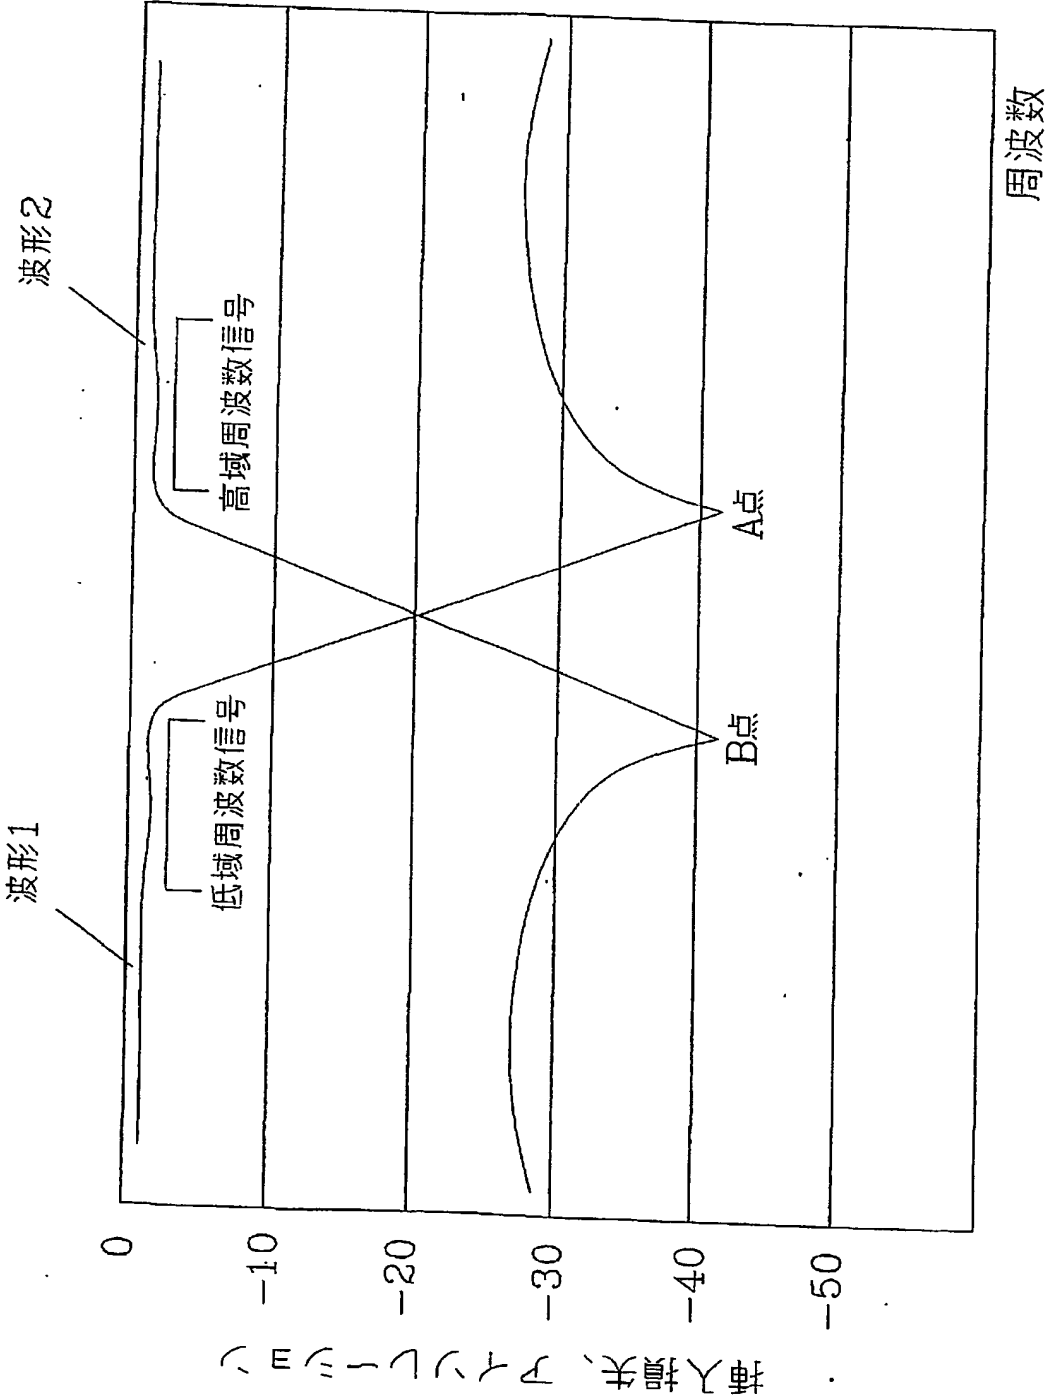 波形1
波形2
低域周波数信号
高域周波数信号
0
-10
-20
-30
-40
-50
B点
A点
挿入損失、アイソレーション
周波数